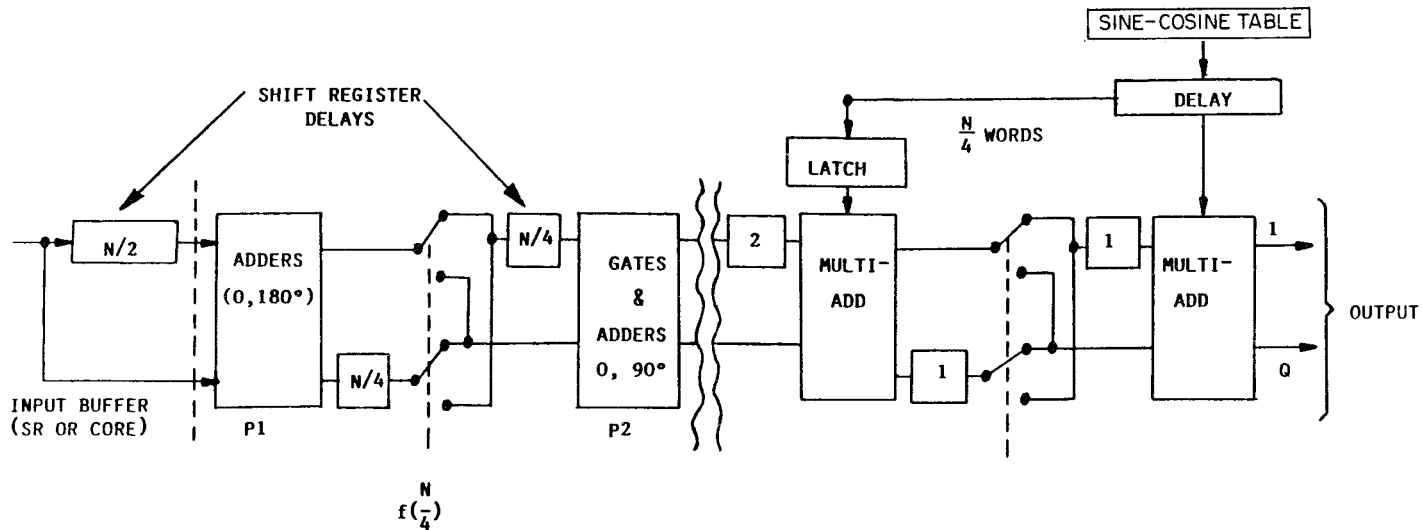 SINE-COSINE TABLE
SHIFT REGISTER
DELAYS
DELAY
N/4 WORDS
LATCH
N/2
ADDERS
(0,180°)
N/4
N/4
GATES
&
ADDERS
0, 90°
2
MULTI-
ADD
1
1
MULTI-
ADD
1
Q
OUTPUT
INPUT BUFFER
(SR OR CORE)
P1
P2
f(N/4)